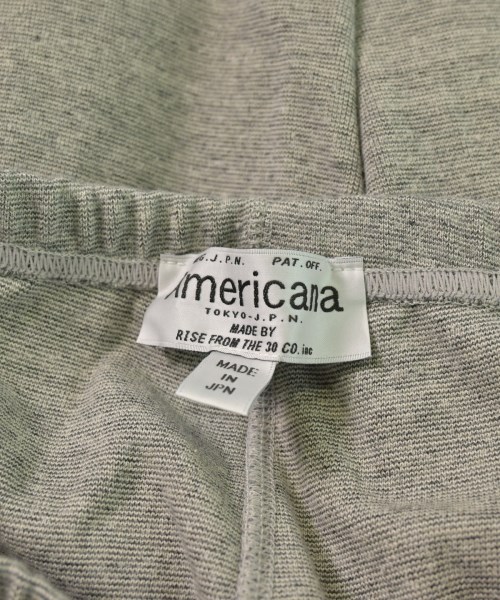 .J.P.N. PAT.OFF.
Americana
TOKYO-J.P.N.
MADE BY
RISE FROM THE 30 CO. inc
MADE
IN
JPN